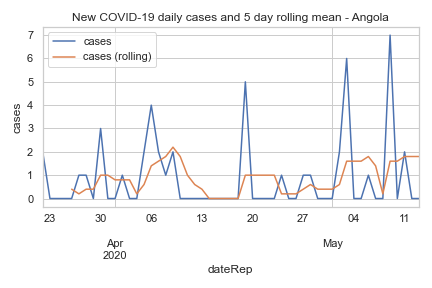 New COVID-19 daily cases and 5 day rolling mean - Angola
cases
cases (rolling)
7
6
5
4
3
2
1
0
cases
23 30 06 13 20 27 04 11
Apr May
2020
dateRep